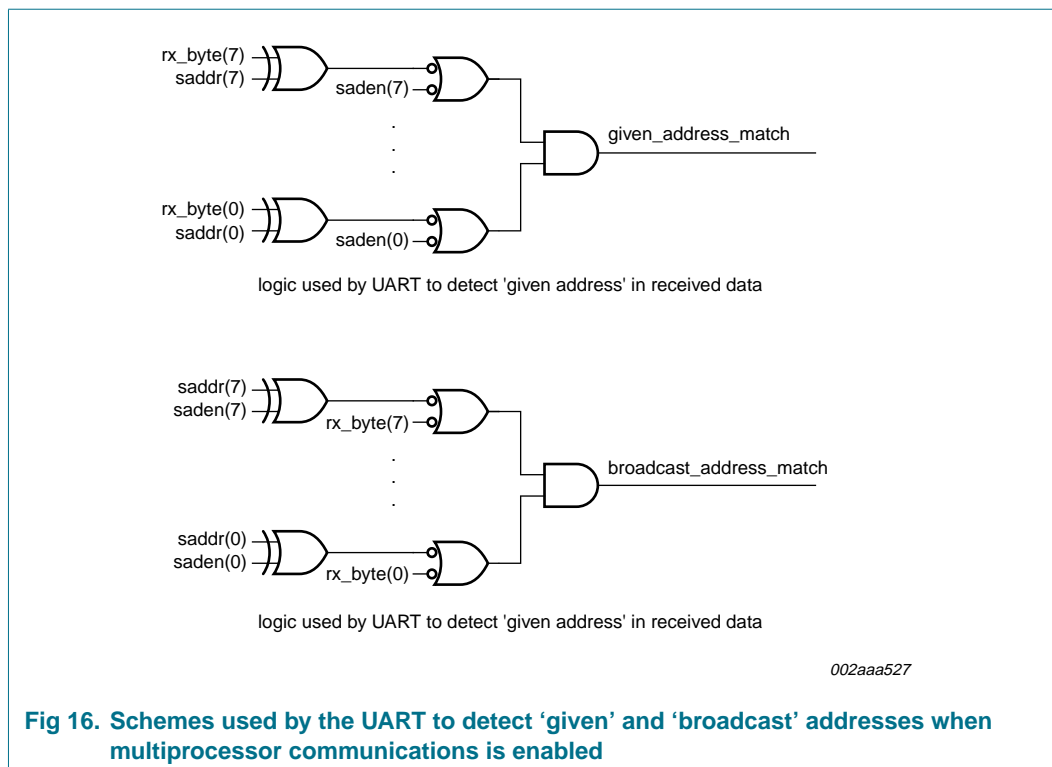 rx_byte(7)
saddr(7)
saden(7)
.
.
.
given_address_match
rx_byte(0)
saddr(0)
saden(0)
logic used by UART to detect 'given address' in received data
saddr(7)
saden(7)
rx_byte(7)
.
.
.
broadcast_address_match
saddr(0)
saden(0)
rx_byte(0)
logic used by UART to detect 'given address' in received data
002aaa527
Fig 16. Schemes used by the UART to detect ‘given’ and ‘broadcast’ addresses when
multiprocessor communications is enabled